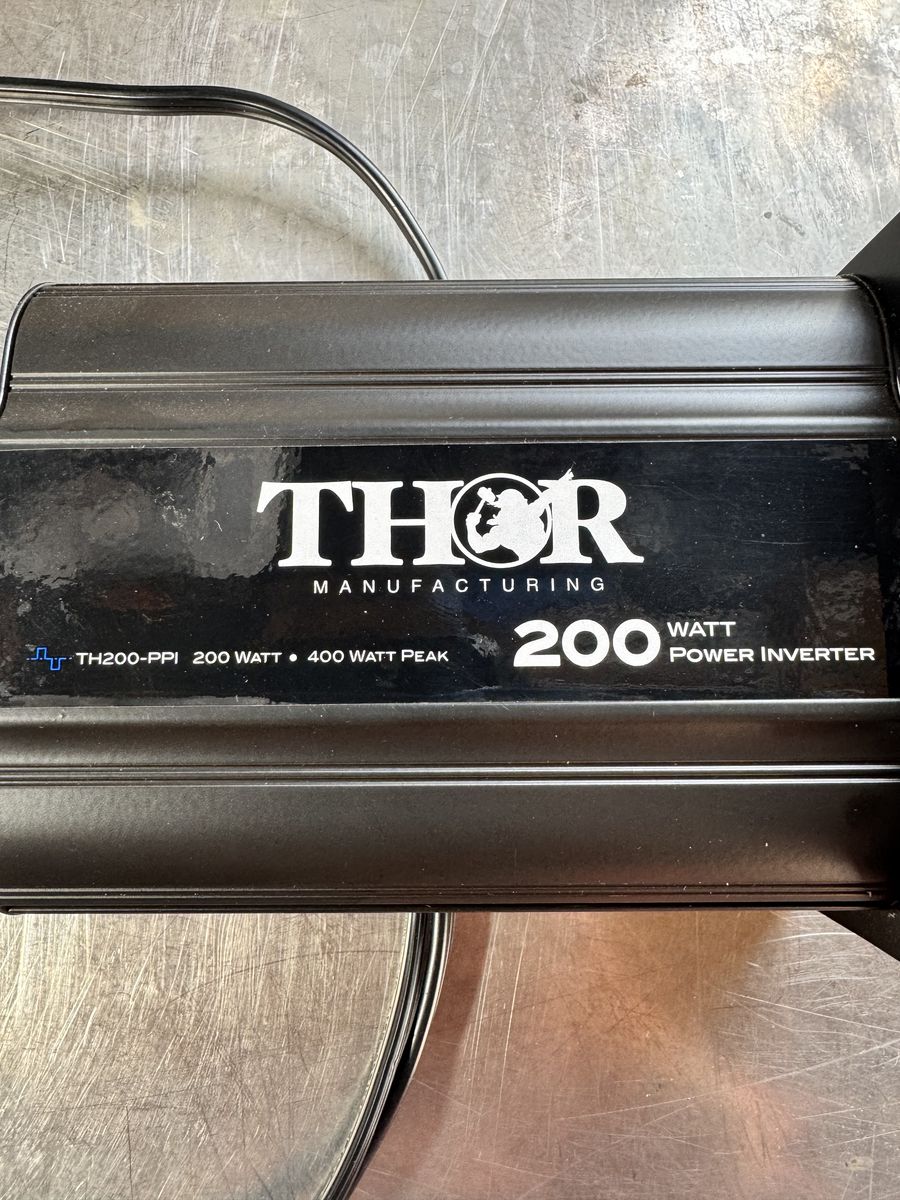 THOR
MANUFACTURING
TH200-PPI 200 WATT • 400 WATT PEAK
200 WATT
POWER INVERTER